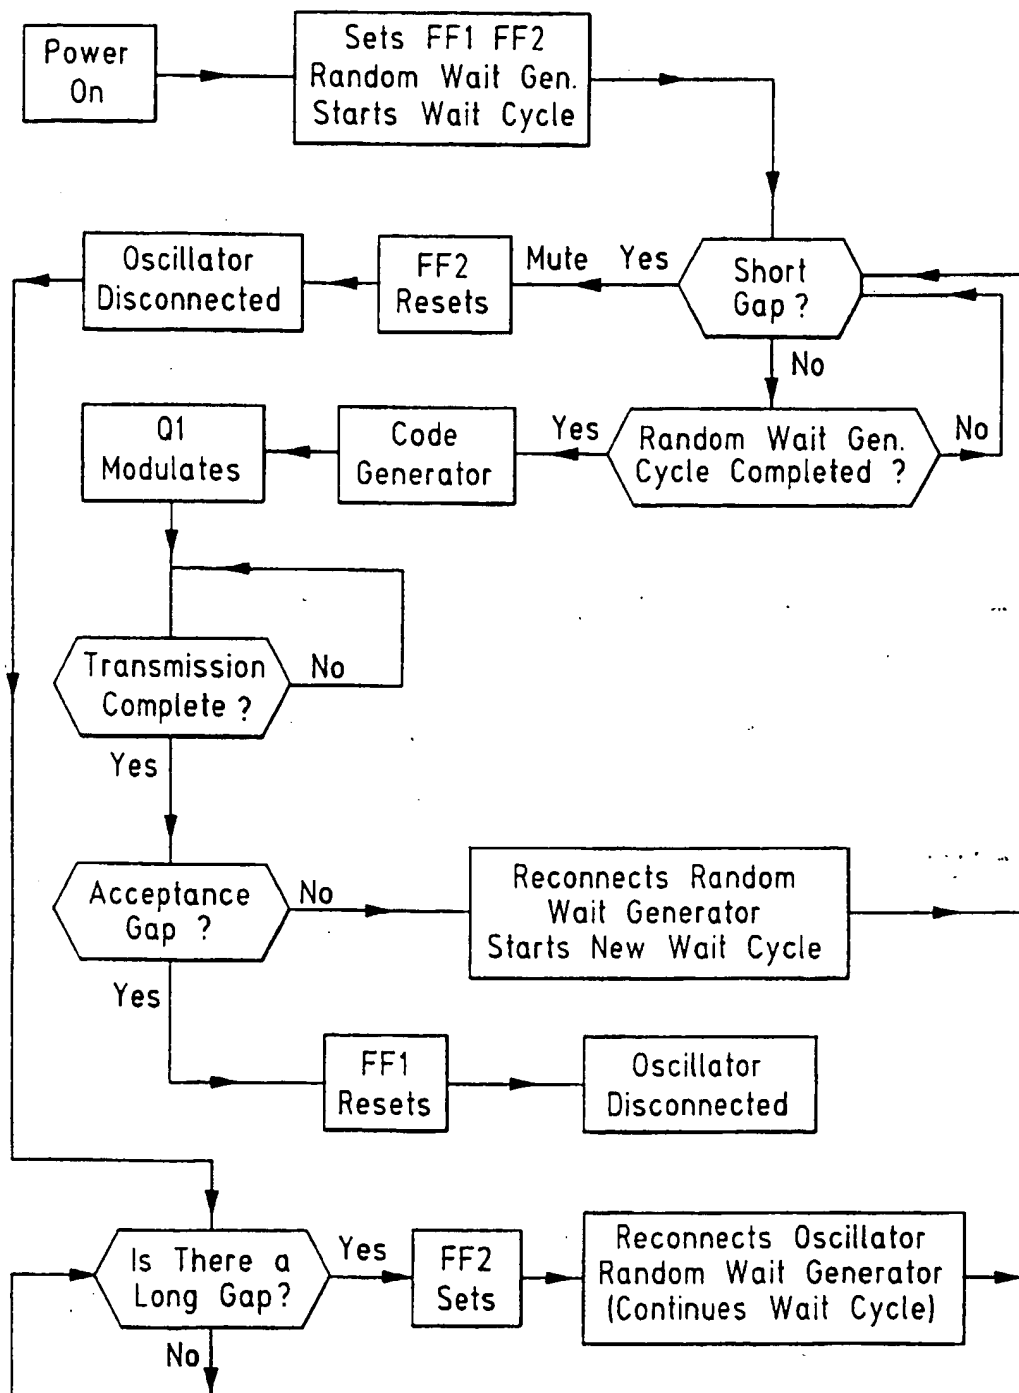 Power
On
Sets FF1 FF2
Random Wait Gen.
Starts Wait Cycle
Short
Gap ?
Yes
Mute
FF2
Resets
Oscillator
Disconnected
No
Random Wait Gen.
Cycle Completed ?
No
Yes
Code
Generator
Q1
Modulates
Transmission
Complete ?
No
Yes
Acceptance
Gap ?
No
Reconnects Random
Wait Generator
Starts New Wait Cycle
Yes
FF1
Resets
Oscillator
Disconnected
Is There a
Long Gap?
Yes
FF2
Sets
Reconnects Oscillator
Random Wait Generator
(Continues Wait Cycle)
No